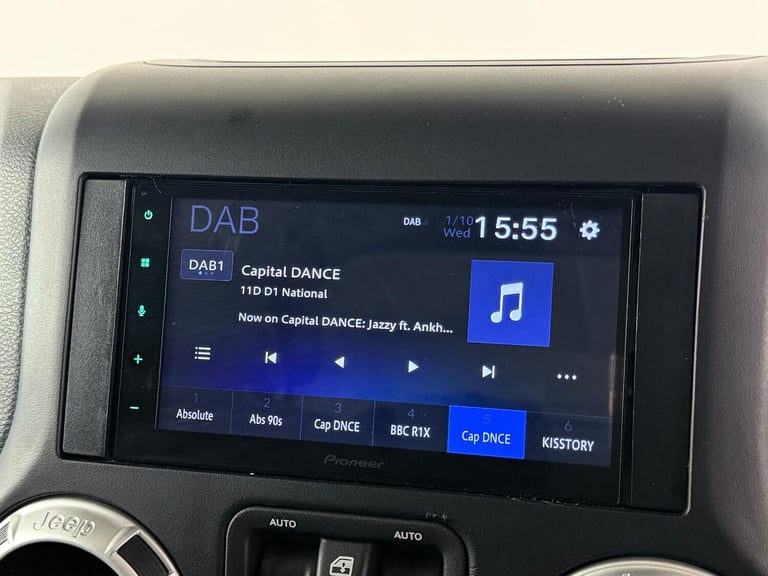 DAB
DAB
1/10
Wed
15:55
DAB1
Capital DANCE
11D D1 National
Now on Capital DANCE: Jazzy ft. Ankh...
1
Absolute
2
Abs 90s
3
Cap DNCE
4
BBC R1X
5
Cap DNCE
6
KISSTORY
Pioneer
Jeep
AUTO
AUTO